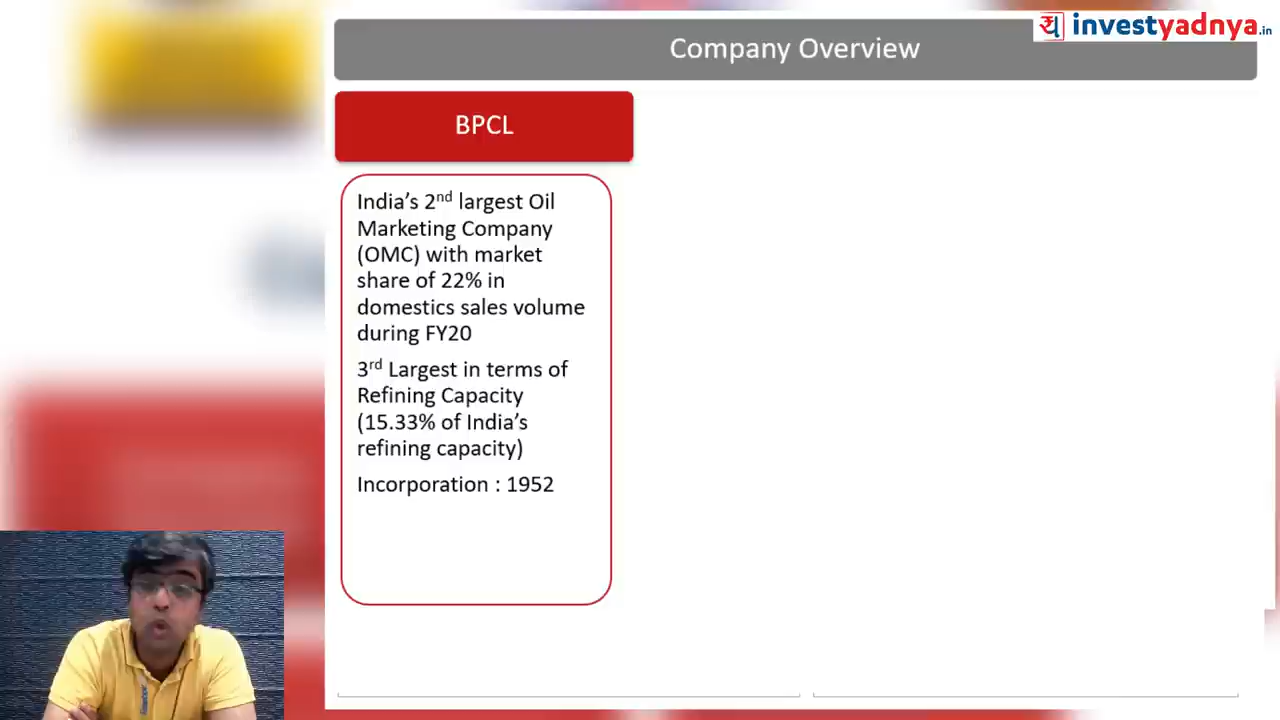 Company Overview
यinvestyadnya.in
BPCL
India's 2nd largest Oil
Marketing Company
(OMC) with market
share of 22% in
domestics sales volume
during FY20
3rd Largest in terms of
Refining Capacity
(15.33% of India's
refining capacity)
Incorporation : 1952